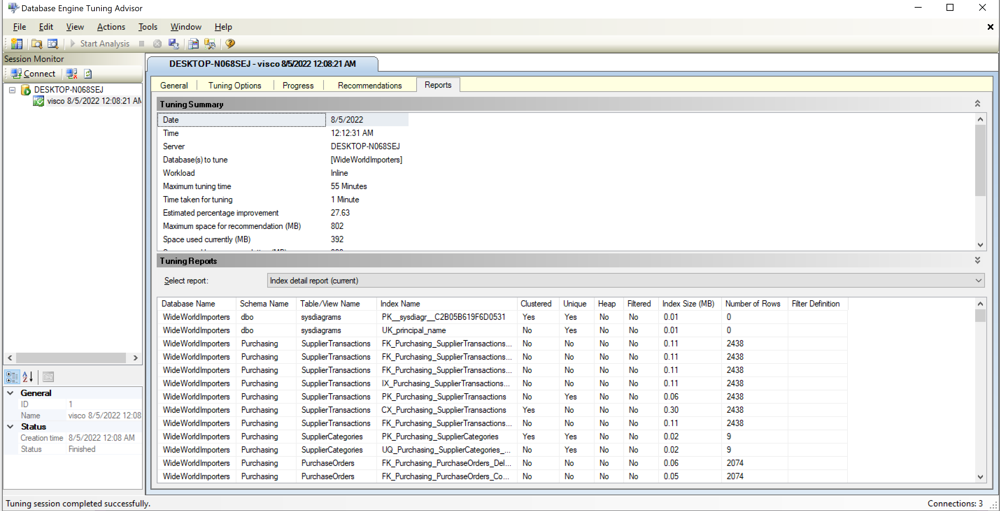 Database Engine Tuning Advisor
File Edit View Actions Tools Window Help
Start Analysis
Session Monitor
Connect
DESKTOP-N068SEJ
visco 8/5/2022 12:08:21 AM
General
ID 1
Name visco 8/5/2022 12:08
Status
Creation time 8/5/2022 12:08 AM
Status Finished
DESKTOP-N068SEJ - visco 8/5/2022 12:08:21 AM
General Tuning Options Progress Recommendations Reports
Tuning Summary
Date 8/5/2022
Time 12:12:31 AM
Server DESKTOP-N068SEJ
Database(s) to tune [WideWorldImporters]
Workload Inline
Maximum tuning time 55 Minutes
Time taken for tuning 1 Minute
Estimated percentage improvement 27.63
Maximum space for recommendation (MB) 802
Space used currently (MB) 392
Tuning Reports
Select report: Index detail report (current)
Database Name Schema Name Table/View Name Index Name Clustered Unique Heap Filtered Index Size (MB) Number of Rows Filter Definition
WideWorldImporters dbo sysdiagrams PK__sysdiagr__C2B05B619F6D0531 Yes Yes No No 0.01 0
WideWorldImporters dbo sysdiagrams UK_principal_name No Yes No No 0.01 0
WideWorldImporters Purchasing SupplierTransactions FK_Purchasing_SupplierTransactions... No No No No 0.11 2438
WideWorldImporters Purchasing SupplierTransactions FK_Purchasing_SupplierTransactions... No No No No 0.11 2438
WideWorldImporters Purchasing SupplierTransactions FK_Purchasing_SupplierTransactions... No No No No 0.11 2438
WideWorldImporters Purchasing SupplierTransactions IX_Purchasing_SupplierTransactions... No No No No 0.11 2438
WideWorldImporters Purchasing SupplierTransactions PK_Purchasing_SupplierTransactions No Yes No No 0.06 2438
WideWorldImporters Purchasing SupplierTransactions CX_Purchasing_SupplierTransactions Yes No No No 0.30 2438
WideWorldImporters Purchasing SupplierTransactions FK_Purchasing_SupplierTransactions... No No No No 0.11 2438
WideWorldImporters Purchasing SupplierCategories PK_Purchasing_SupplierCategories Yes Yes No No 0.02 9
WideWorldImporters Purchasing SupplierCategories UQ_Purchasing_SupplierCategories_... No Yes No No 0.02 9
WideWorldImporters Purchasing PurchaseOrders FK_Purchasing_PurchaseOrders_Del... No No No No 0.06 2074
WideWorldImporters Purchasing PurchaseOrders FK_Purchasing_PurchaseOrders_Co... No No No No 0.05 2074
Tuning session completed successfully. Connections: 3